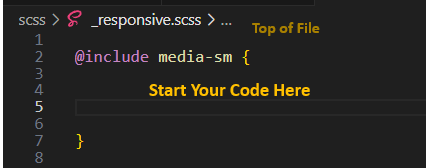 scss > _responsive.scss > ...
Top of File
1
2 @include media-sm {
3
4 Start Your Code Here
5
6
7 }
8